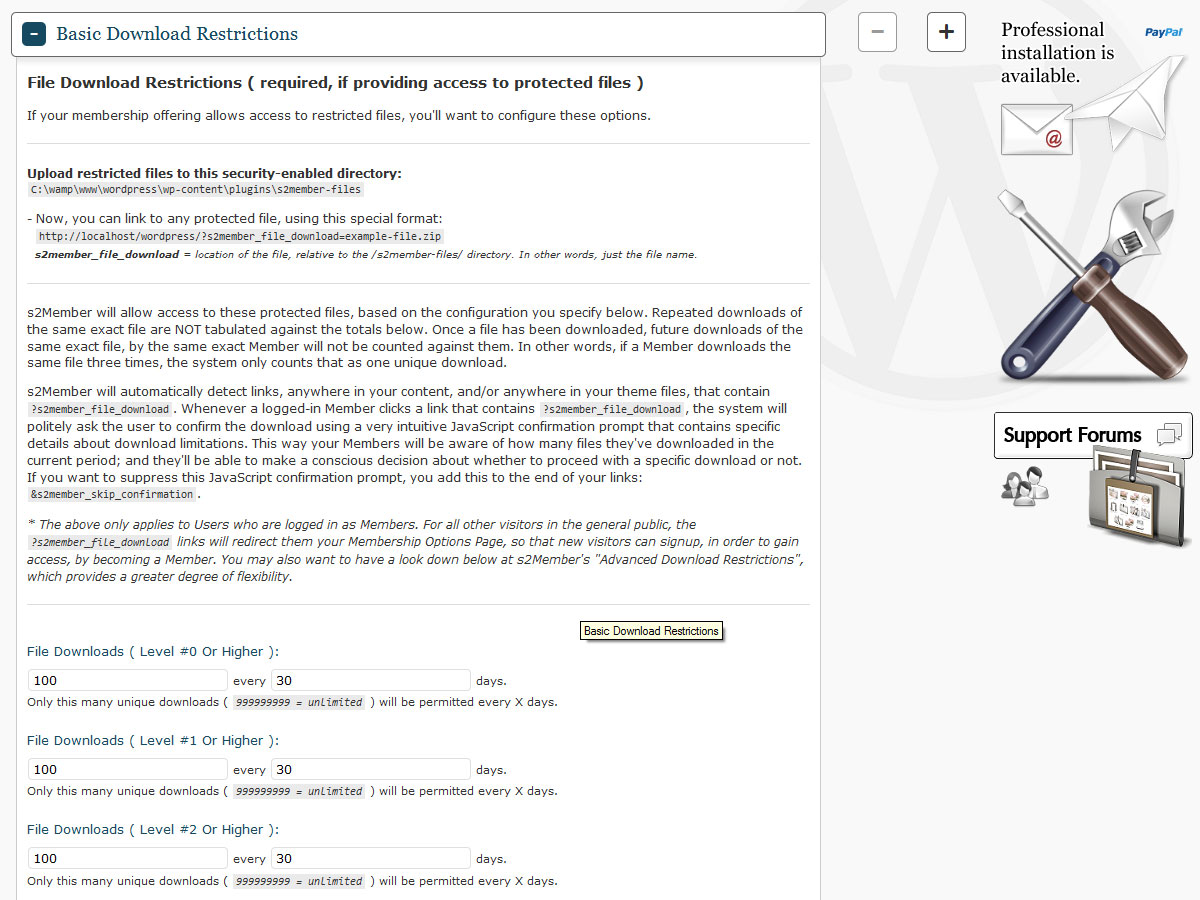 Basic Download Restrictions
Professional
installation is
available.
PayPal
File Download Restrictions ( required, if providing access to protected files )
If your membership offering allows access to restricted files, you'll want to configure these options.
Upload restricted files to this security-enabled directory:
C:\wamp\www\wordpress\wp-content\plugins\s2member-files
- Now, you can link to any protected file, using this special format:
http://localhost/wordpress/?s2member_file_download=example-file.zip
s2member_file_download = location of the file, relative to the /s2member-files/ directory. In other words, just the file name.
s2Member will allow access to these protected files, based on the configuration you specify below. Repeated downloads of
the same exact file are NOT tabulated against the totals below. Once a file has been downloaded, future downloads of the
same exact file, by the same exact Member will not be counted against them. In other words, if a Member downloads the
same file three times, the system only counts that as one unique download.
s2Member will automatically detect links, anywhere in your content, and/or anywhere in your theme files, that contain
?s2member_file_download. Whenever a logged-in Member clicks a link that contains ?s2member_file_download, the system will
politely ask the user to confirm the download using a very intuitive JavaScript confirmation prompt that contains specific
details about download limitations. This way your Members will be aware of how many files they've downloaded in the
current period; and they'll be able to make a conscious decision about whether to proceed with a specific download or not.
If you want to suppress this JavaScript confirmation prompt, you add this to the end of your links:
&s2member_skip_confirmation .
* The above only applies to Users who are logged in as Members. For all other visitors in the general public, the
?s2member_file_download links will redirect them your Membership Options Page, so that new visitors can signup, in order to gain
access, by becoming a Member. You may also want to have a look down below at s2Member's "Advanced Download Restrictions",
which provides a greater degree of flexibility.
Support Forums
Basic Download Restrictions
File Downloads ( Level #0 Or Higher ):
100 every 30 days.
Only this many unique downloads ( 999999999 = unlimited ) will be permitted every X days.
File Downloads ( Level #1 Or Higher ):
100 every 30 days.
Only this many unique downloads ( 999999999 = unlimited ) will be permitted every X days.
File Downloads ( Level #2 Or Higher ):
100 every 30 days.
Only this many unique downloads ( 999999999 = unlimited ) will be permitted every X days.